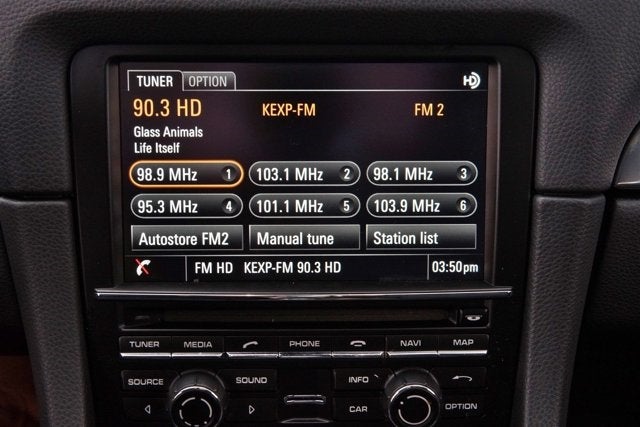 TUNER OPTION HD
90.3 HD KEXP-FM FM 2
Glass Animals
Life Itself
98.9 MHz 1 103.1 MHz 2 98.1 MHz 3
95.3 MHz 4 101.1 MHz 5 103.9 MHz 6
Autostore FM2 Manual tune Station list
FM HD KEXP-FM 90.3 HD 03:50pm
TUNER MEDIA PHONE NAVI MAP
SOURCE SOUND INFO
CAR OPTION